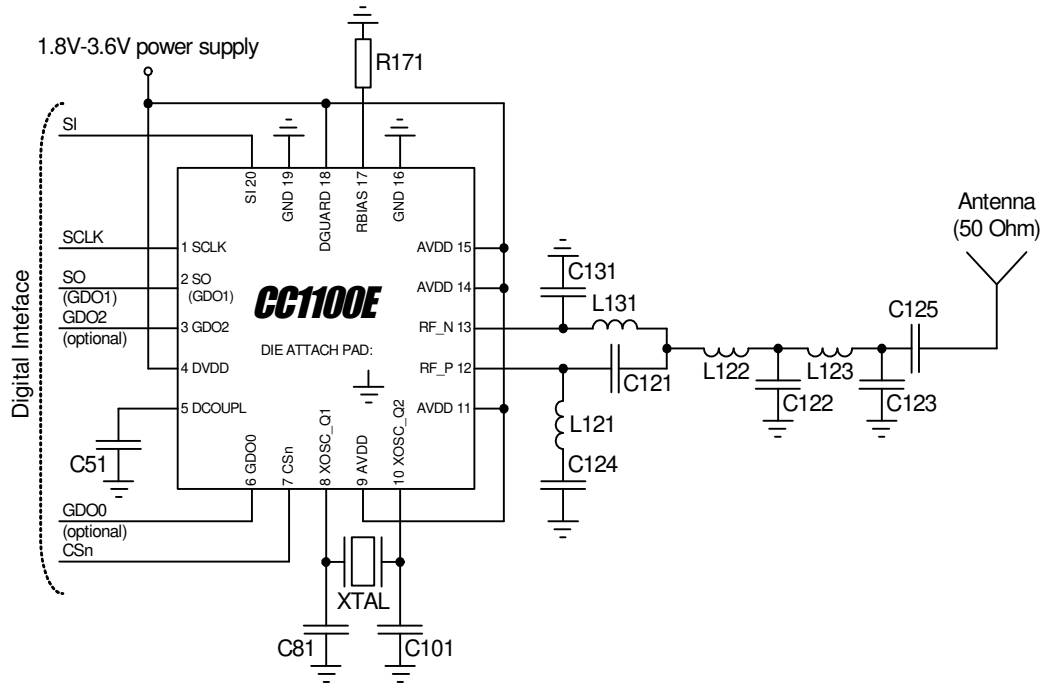 1.8V-3.6V power supply
R171
SI
SI 20
GND 19
DGUARD 18
RBIAS 17
GND 16
Antenna
(50 Ohm)
Digital Inteface
SCLK
1 SCLK
AVDD 15
C131
SO
(GDO1)
2 SO
(GDO1)
CC1100E
AVDD 14
L131
C125
GDO2
(optional)
3 GDO2
RF_N 13
DIE ATTACH PAD:
4 DVDD
RF_P 12
C121
L122
L123
C122
C123
5 DCOUPL
AVDD 11
L121
C51
6 GDO0
7 CSn
8 XOSC_Q1
9 AVDD
10 XOSC_Q2
C124
GDO0
(optional)
CSn
XTAL
C81
C101